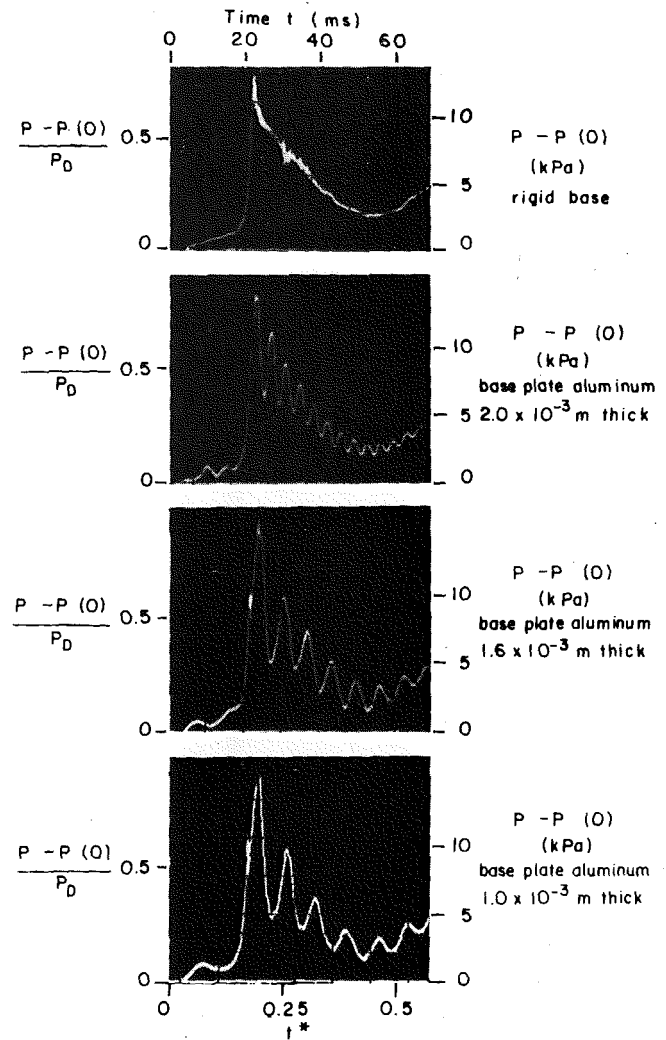 Time t (ms)
0 20 40 60
P - P (0)
P_D
0.5
0
10
5
0
P - P (0)
(kPa)
rigid base
P - P (0)
P_D
0.5
0
10
5
0
P - P (0)
(kPa)
base plate aluminum
2.0 x 10⁻³ m thick
P - P (0)
P_D
0.5
0
10
5
0
P - P (0)
(kPa)
base plate aluminum
1.6 x 10⁻³ m thick
P - P (0)
P_D
0.5
0
10
5
0
P - P (0)
(kPa)
base plate aluminum
1.0 x 10⁻³ m thick
0 0.25 0.5
t*